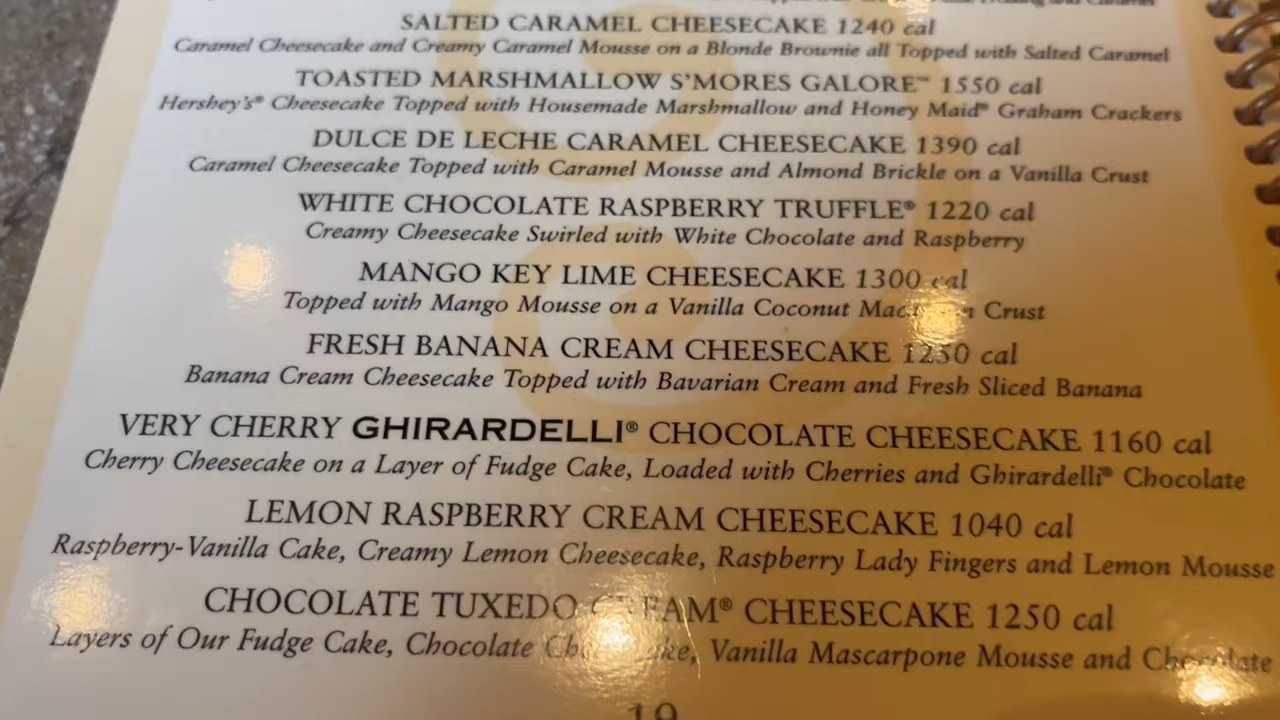 SALTED CARAMEL CHEESECAKE 1240 cal
Caramel Cheesecake and Creamy Caramel Mousse on a Blonde Brownie all Topped with Salted Caramel
TOASTED MARSHMALLOW S'MORES GALORE™ 1550 cal
Hershey's® Cheesecake Topped with Housemade Marshmallow and Honey Maid® Graham Crackers
DULCE DE LECHE CARAMEL CHEESECAKE 1390 cal
Caramel Cheesecake Topped with Caramel Mousse and Almond Brickle on a Vanilla Crust
WHITE CHOCOLATE RASPBERRY TRUFFLE® 1220 cal
Creamy Cheesecake Swirled with White Chocolate and Raspberry
MANGO KEY LIME CHEESECAKE 1300 cal
Topped with Mango Mousse on a Vanilla Coconut Crust
FRESH BANANA CREAM CHEESECAKE 1250 cal
Banana Cream Cheesecake Topped with Bavarian Cream and Fresh Sliced Banana
VERY CHERRY GHIRARDELLI® CHOCOLATE CHEESECAKE 1160 cal
Cherry Cheesecake on a Layer of Fudge Cake, Loaded with Cherries and Ghirardelli® Chocolate
LEMON RASPBERRY CREAM CHEESECAKE 1040 cal
Raspberry-Vanilla Cake, Creamy Lemon Cheesecake, Raspberry Lady Fingers and Lemon Mousse
CHOCOLATE TUXEDO CREAM® CHEESECAKE 1250 cal
Layers of Our Fudge Cake, Chocolate Cheesecake, Vanilla Mascarpone Mousse and Chocolate